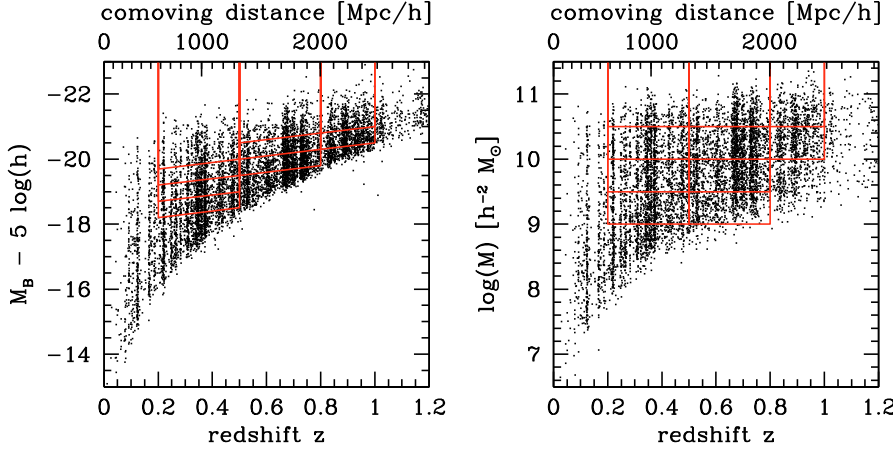 comoving distance [Mpc/h]
0 1000 2000
-22
-20
-18
-16
-14
M_B - 5 log(h)
0 0.2 0.4 0.6 0.8 1 1.2
redshift z
comoving distance [Mpc/h]
0 1000 2000
11
10
9
8
7
log(M) [h⁻² M_⊙]
0 0.2 0.4 0.6 0.8 1 1.2
redshift z